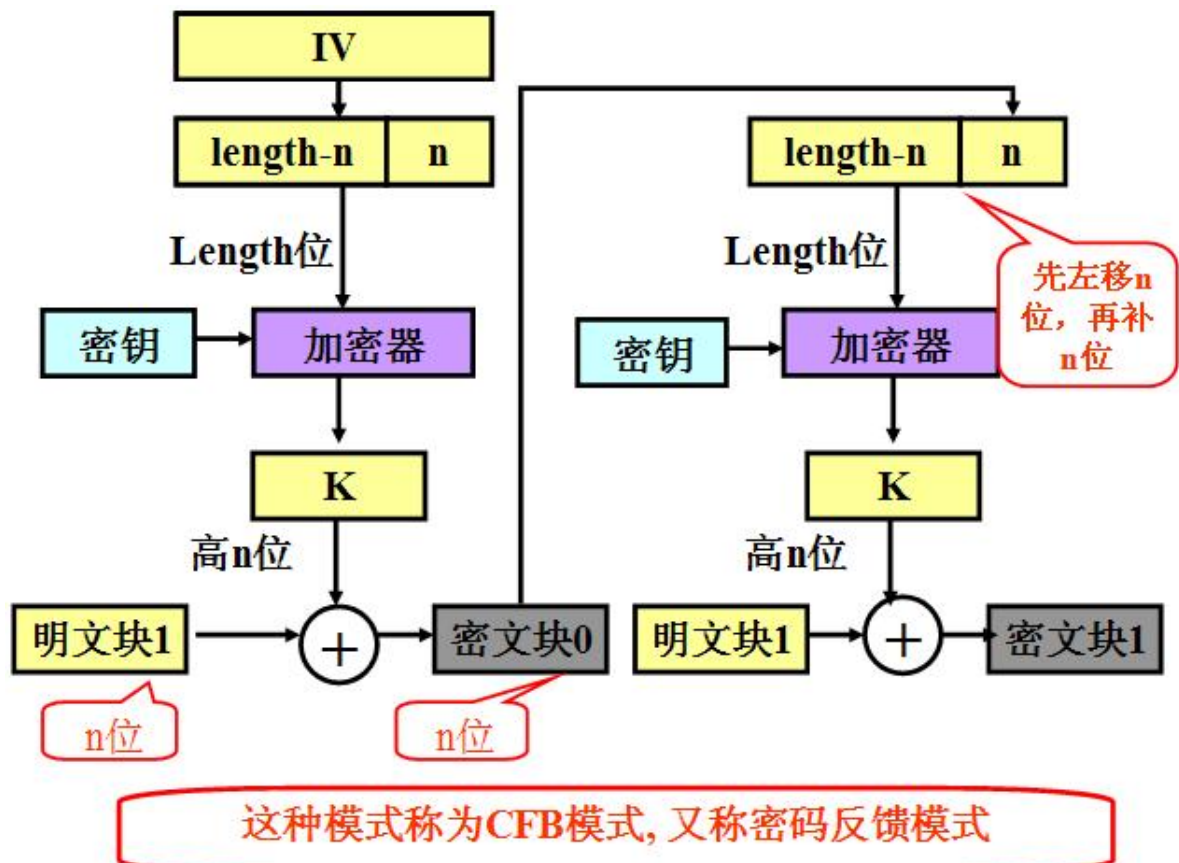 IV
length-n
n
Length位
密钥
加密器
K
高n位
明文块1
密文块0
n位
n位
length-n
n
Length位
先左移n
位，再补
n位
密钥
加密器
K
高n位
明文块1
密文块1
这种模式称为CFB模式, 又称密码反馈模式